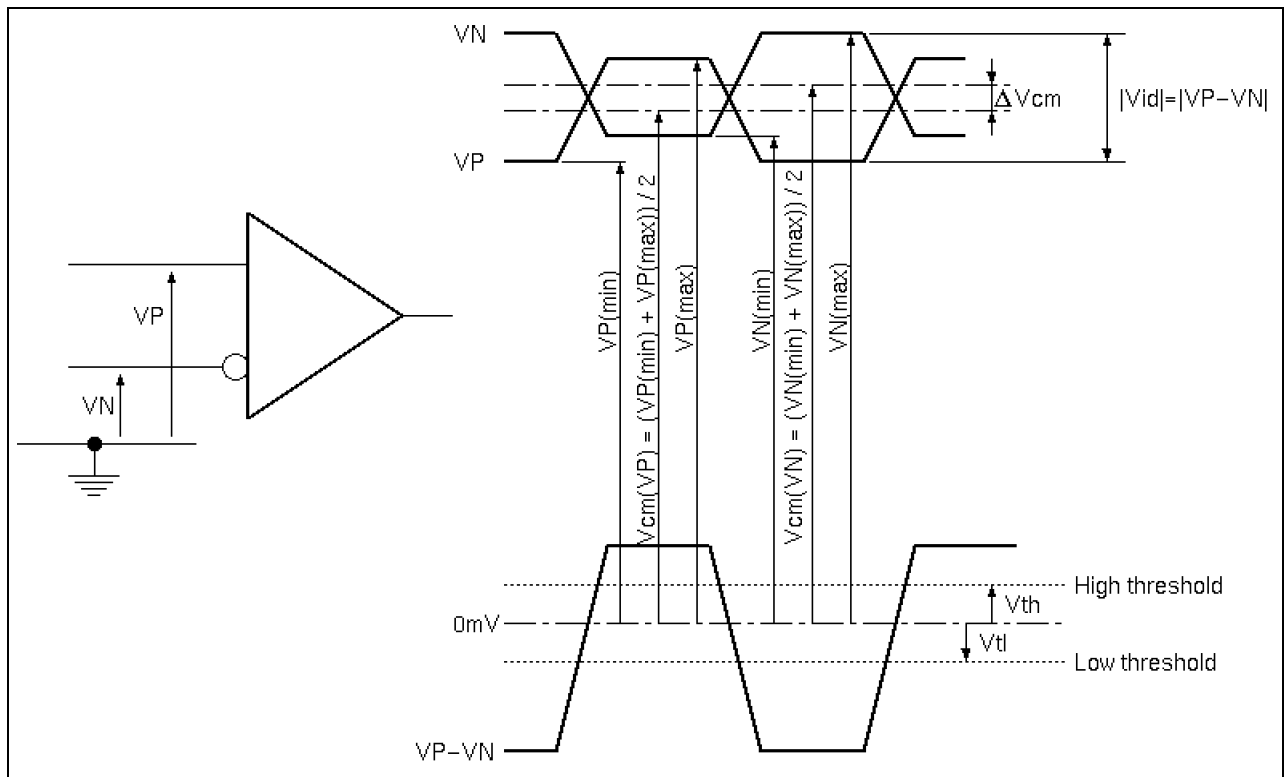 VN
VP
ΔVcm
|Vid|=|VP−VN|
VP
VN
VP(min)
Vcm(VP) = (VP(min) + VP(max)) / 2
VP(max)
VN(min)
Vcm(VN) = (VN(min) + VN(max)) / 2
VN(max)
High threshold
Vth
0mV
Vtl
Low threshold
VP−VN